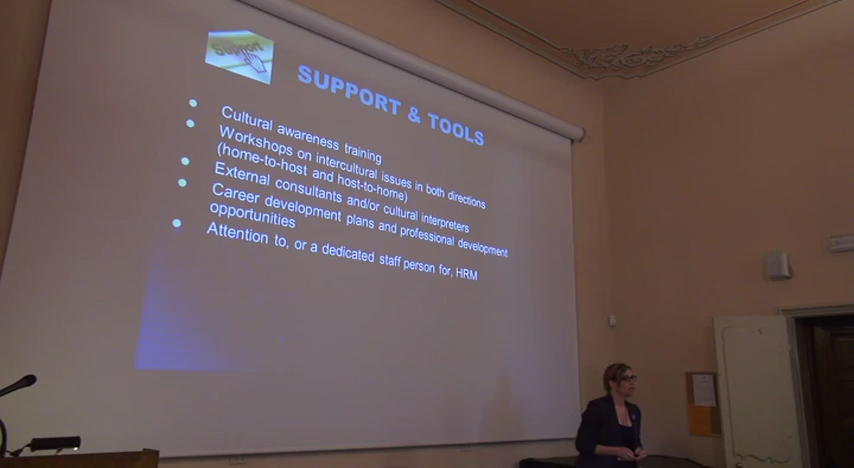 Support
SUPPORT & TOOLS
Cultural awareness training
Workshops on intercultural issues in both directions
(home-to-host and host-to-home)
External consultants and/or cultural interpreters
Career development plans and professional development
opportunities
Attention to, or a dedicated staff person for, HRM